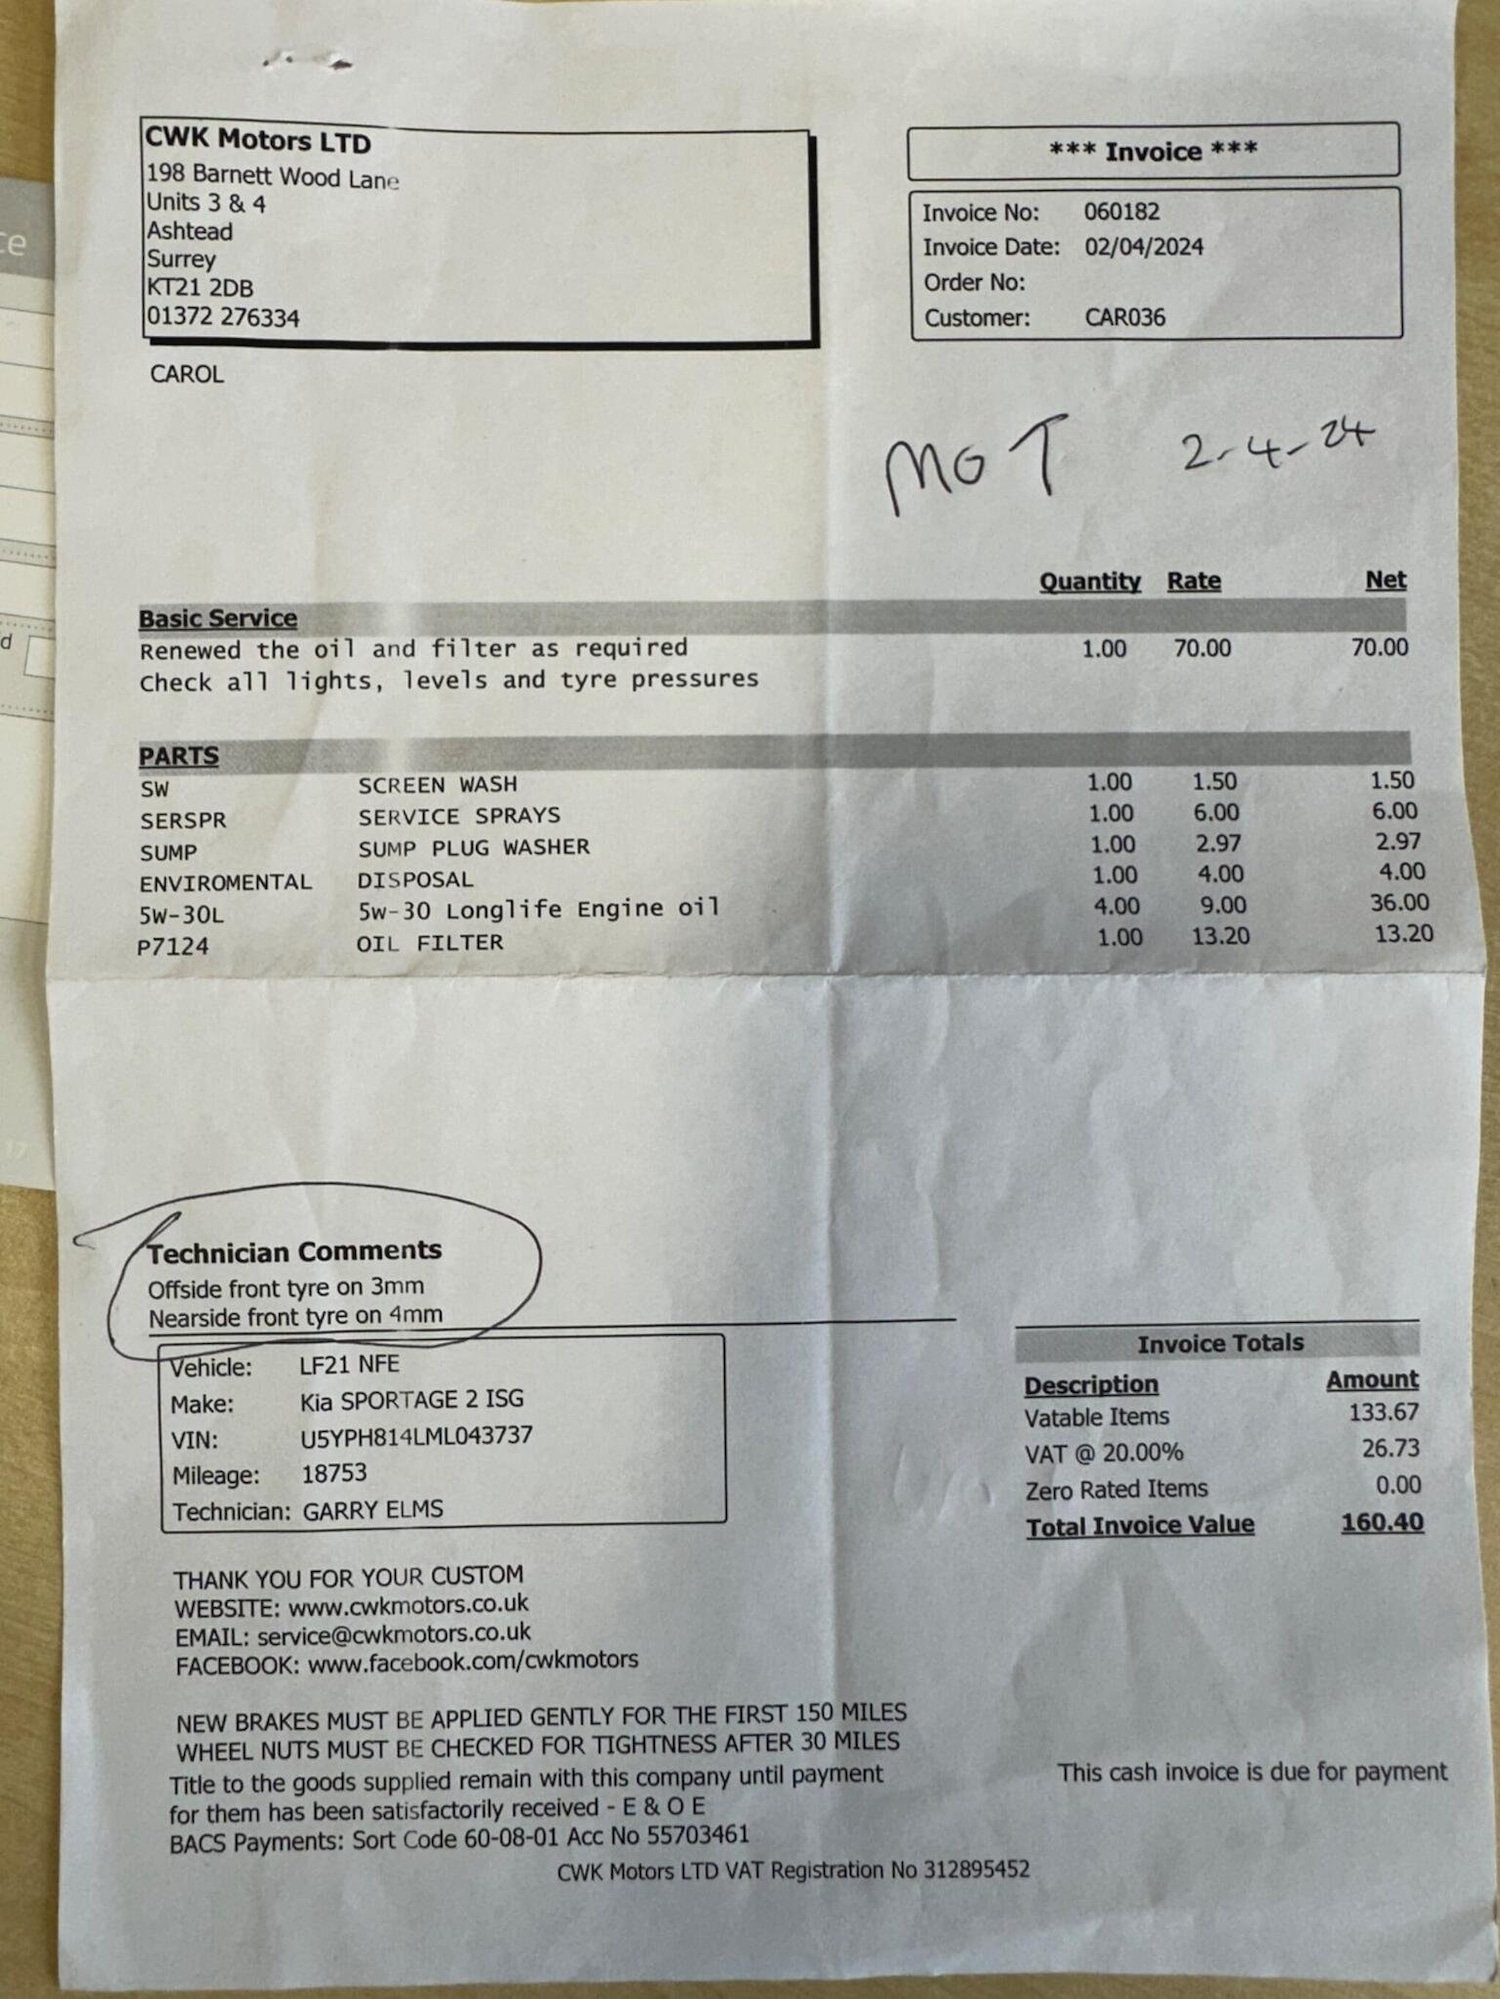 CWK Motors LTD
198 Barnett Wood Lane
Units 3 & 4
Ashtead
Surrey
KT21 2DB
01372 276334
CAROL
*** Invoice ***
Invoice No: 060182
Invoice Date: 02/04/2024
Order No:
Customer: CAR036
MOT 2-4-24
Quantity Rate Net
Basic Service
Renewed the oil and filter as required 1.00 70.00 70.00
Check all lights, levels and tyre pressures
PARTS
SW SCREEN WASH 1.00 1.50 1.50
SERSPR SERVICE SPRAYS 1.00 6.00 6.00
SUMP SUMP PLUG WASHER 1.00 2.97 2.97
ENVIROMENTAL DISPOSAL 1.00 4.00 4.00
5W-30L 5w-30 Longlife Engine oil 4.00 9.00 36.00
P7124 OIL FILTER 1.00 13.20 13.20
Technician Comments
Offside front tyre on 3mm
Nearside front tyre on 4mm
Vehicle: LF21 NFE
Make: Kia SPORTAGE 2 ISG
VIN: U5YPH814LML043737
Mileage: 18753
Technician: GARRY ELMS
Invoice Totals
Description Amount
Vatable Items 133.67
VAT @ 20.00% 26.73
Zero Rated Items 0.00
Total Invoice Value 160.40
THANK YOU FOR YOUR CUSTOM
WEBSITE: www.cwkmotors.co.uk
EMAIL: service@cwkmotors.co.uk
FACEBOOK: www.facebook.com/cwkmotors
NEW BRAKES MUST BE APPLIED GENTLY FOR THE FIRST 150 MILES
WHEEL NUTS MUST BE CHECKED FOR TIGHTNESS AFTER 30 MILES
Title to the goods supplied remain with this company until payment
for them has been satisfactorily received - E & O E
BACS Payments: Sort Code 60-08-01 Acc No 55703461
This cash invoice is due for payment
CWK Motors LTD VAT Registration No 312895452